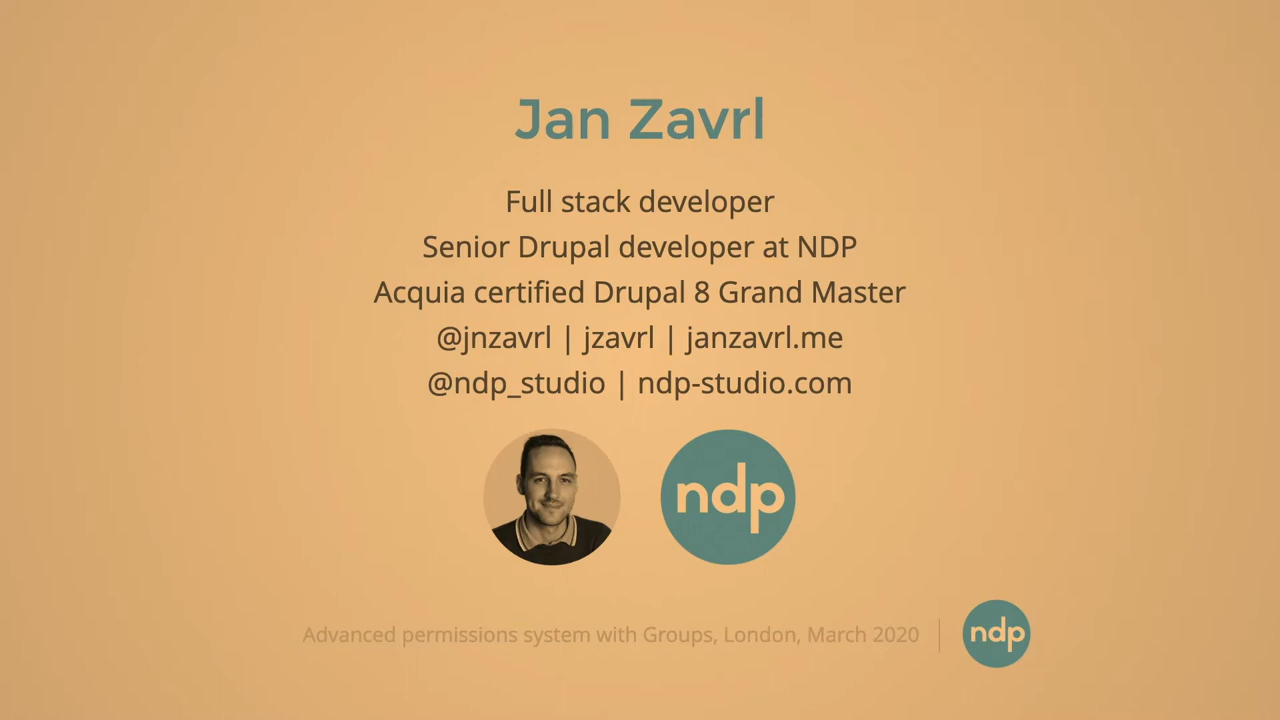 Jan Zavrl
Full stack developer
Senior Drupal developer at NDP
Acquia certified Drupal 8 Grand Master
@jnzavrl | jzavrl | janzavrl.me
@ndp_studio | ndp-studio.com
ndp
Advanced permissions system with Groups, London, March 2020 | ndp